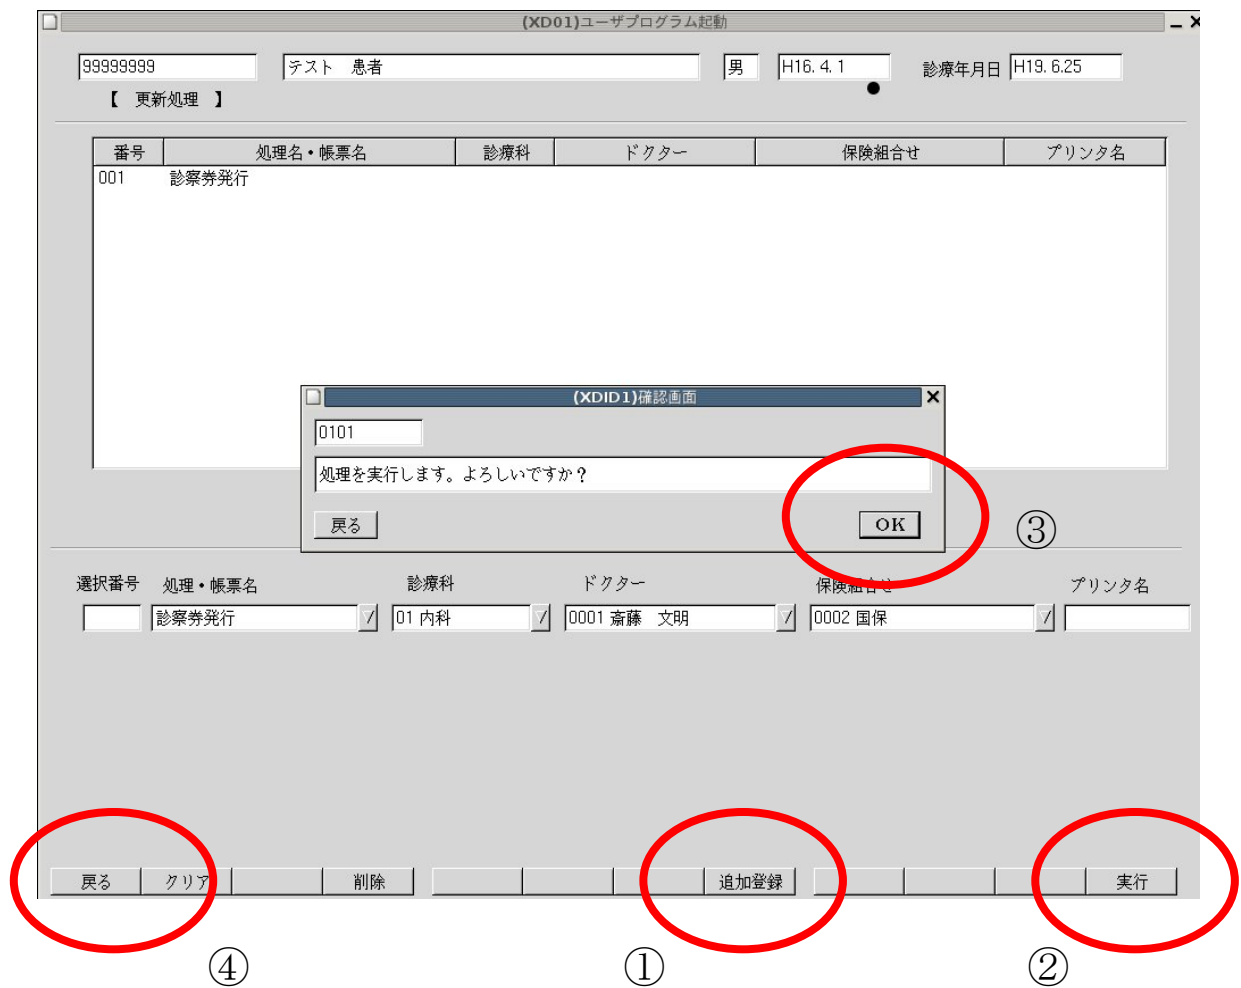 (XD01)ユーザプログラム起動
99999999 テスト　患者 男 H16. 4. 1 診療年月日 H19. 6.25
【　更新処理　】
番号 処理名・帳票名 診療科 ドクター 保険組合せ プリンタ名
001 診察券発行
(XDID1)確認画面
0101
処理を実行します。よろしいですか？
戻る OK
③
選択番号 処理・帳票名 診療科 ドクター 保険組合せ プリンタ名
診察券発行 01 内科 0001 斎藤　文明 0002 国保
戻る クリア 削除 追加登録 実行
④ ① ②